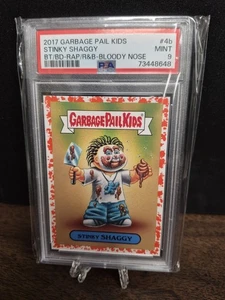 2017 GARBAGE PAIL KIDS #4b
STINKY SHAGGY MINT
BT/BD-RAP/R&B-BLOODY NOSE 9
PSA 73448648
GARBAGE PAIL KIDS
STINKY SHAGGY